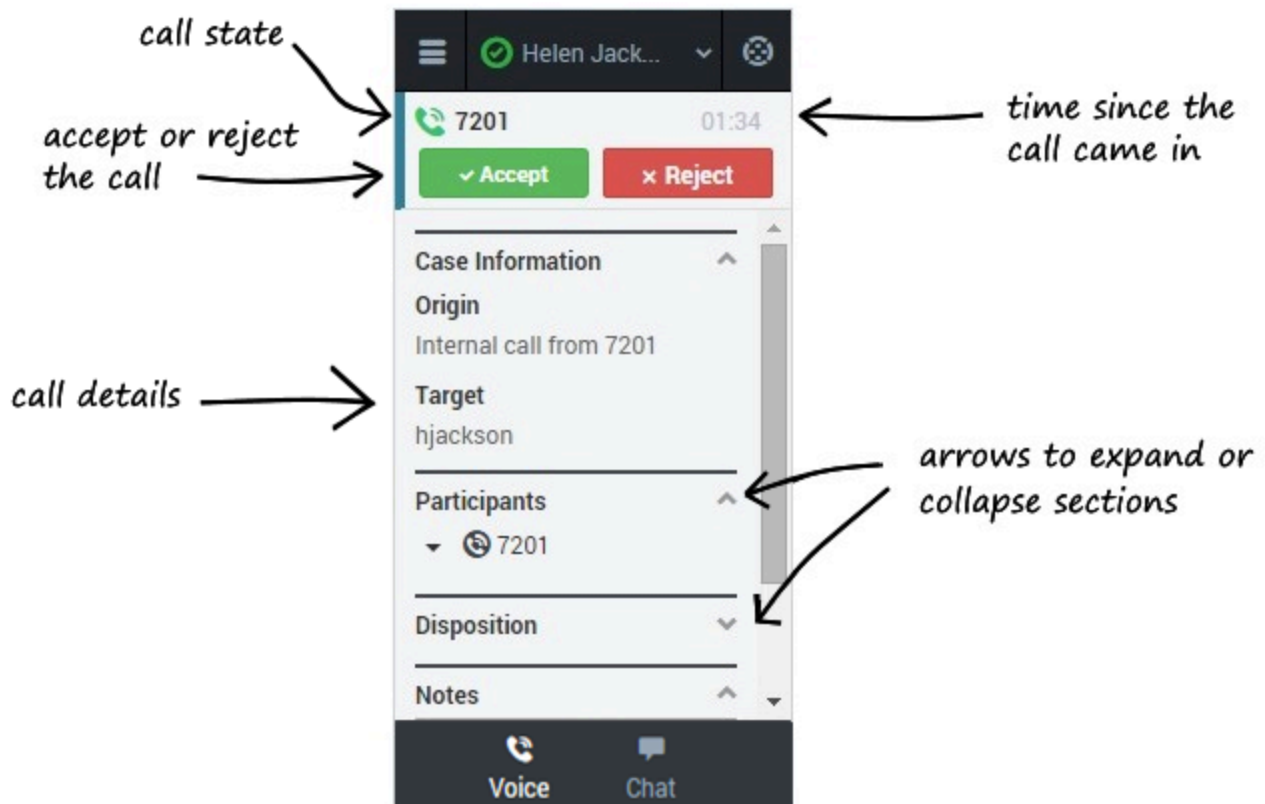 call state
Helen Jack...
7201 01:34
time since the
call came in
accept or reject
the call
Accept
Reject
Case Information
Origin
Internal call from 7201
call details
Target
hjackson
arrows to expand or
collapse sections
Participants
7201
Disposition
Notes
Voice
Chat